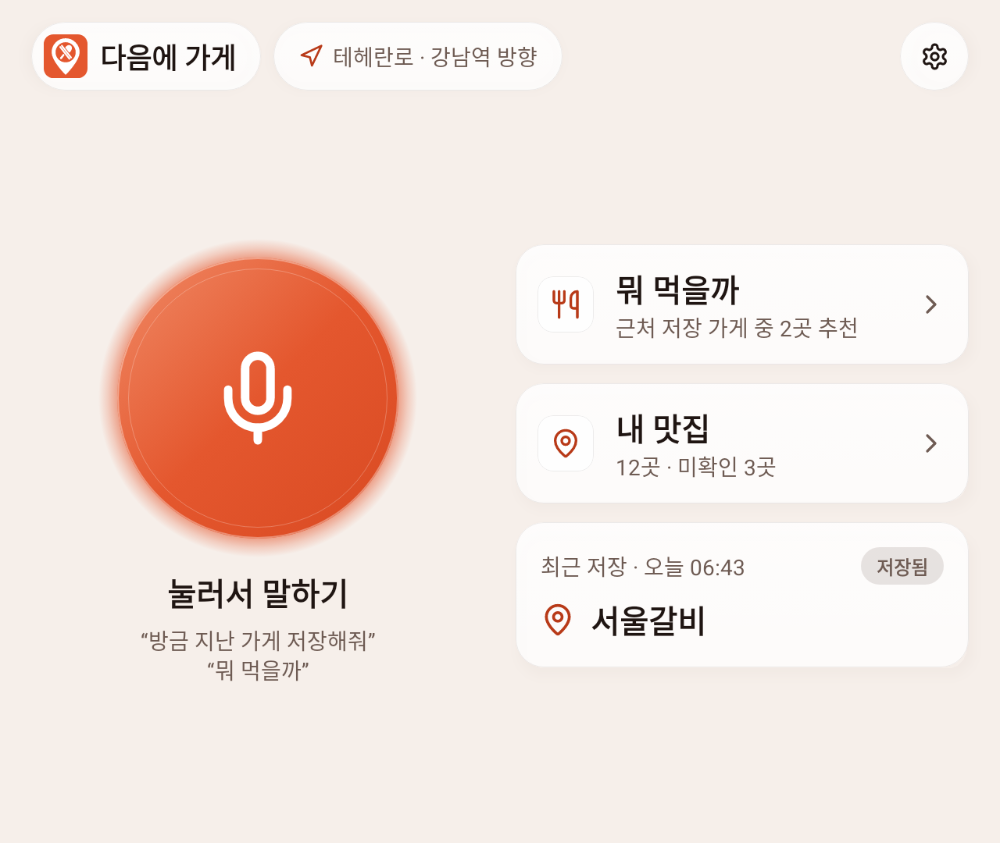 다음에 가게
테헤란로 · 강남역 방향
눌러서 말하기
“방금 지난 가게 저장해줘”
“뭐 먹을까”
뭐 먹을까
근처 저장 가게 중 2곳 추천
내 맛집
12곳 · 미확인 3곳
최근 저장 · 오늘 06:43
저장됨
서울갈비